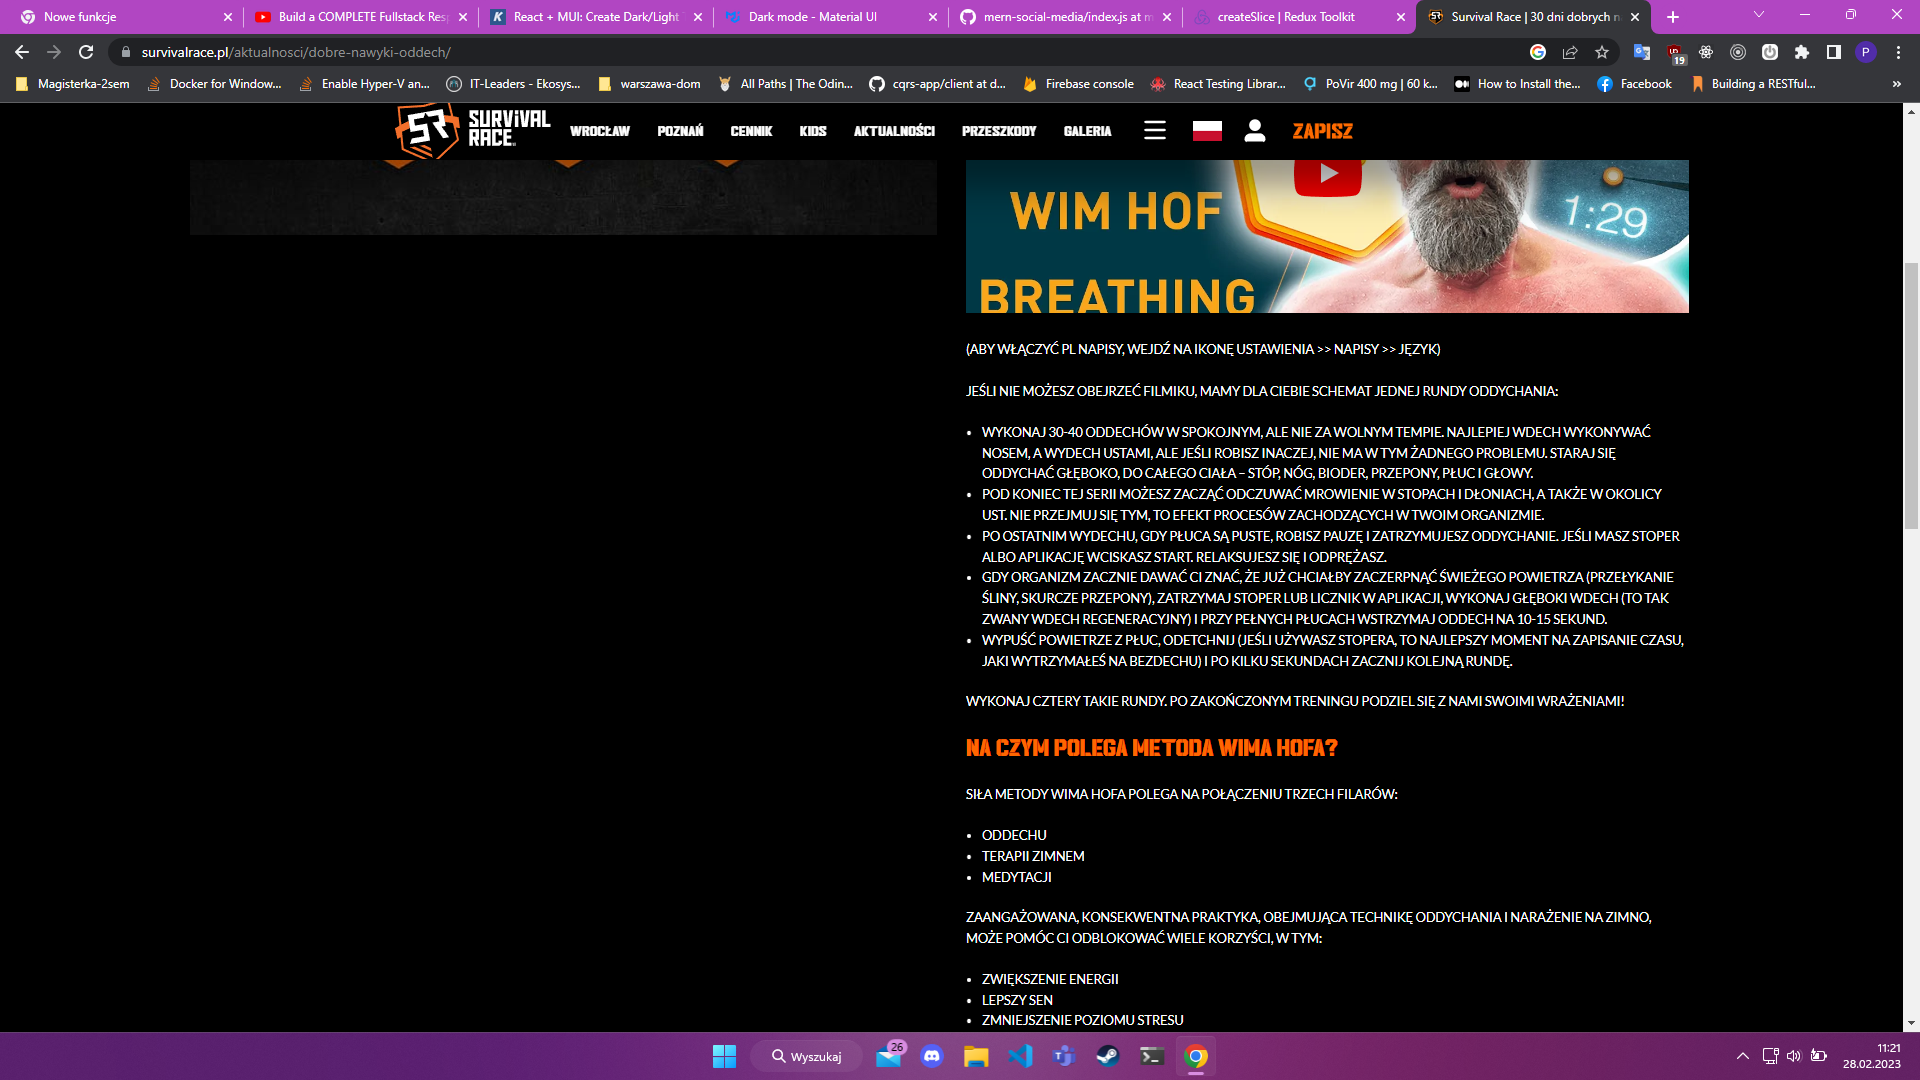 Nowe funkcje
Build a COMPLETE Fullstack Resp
React + MUI: Create Dark/Light
Dark mode - Material UI
mern-social-media/index.js at m
createSlice | Redux Toolkit
Survival Race | 30 dni dobrych n
survivalrace.pl/aktualnosci/dobre-nawyki-oddech/
19
P
Magisterka-2sem
Docker for Window...
Enable Hyper-V an...
IT-Leaders - Ekosys...
warszawa-dom
All Paths | The Odin...
cqrs-app/client at d...
Firebase console
React Testing Librar...
PoVir 400 mg | 60 k...
How to Install the...
Facebook
Building a RESTful...
»
SR SURVIVAL
RACE
WROCŁAW
POZNAŃ
CENNIK
KIDS
AKTUALNOŚCI
PRZESZKODY
GALERIA
ZAPISZ
WIM HOF
1:29
BREATHING
(ABY WŁĄCZYĆ PL NAPISY, WEJDŹ NA IKONĘ USTAWIENIA >> NAPISY >> JĘZYK)
JEŚLI NIE MOŻESZ OBEJRZEĆ FILMIKU, MAMY DLA CIEBIE SCHEMAT JEDNEJ RUNDY ODDYCHANIA:
• WYKONAJ 30-40 ODDECHÓW W SPOKOJNYM, ALE NIE ZA WOLNYM TEMPIE. NAJLEPIEJ WDECH WYKONYWAĆ
NOSEM, A WYDECH USTAMI, ALE JEŚLI ROBISZ INACZEJ, NIE MA W TYM ŻADNEGO PROBLEMU. STARAJ SIĘ
ODDYCHAĆ GŁĘBOKO, DO CAŁEGO CIAŁA – STÓP, NÓG, BIODER, PRZEPONY, PŁUC I GŁOWY.
• POD KONIEC TEJ SERII MOŻESZ ZACZĄĆ ODCZUWAĆ MROWIENIE W STOPACH I DŁONIACH, A TAKŻE W OKOLICY
UST. NIE PRZEJMUJ SIĘ TYM, TO EFEKT PROCESÓW ZACHODZĄCYCH W TWOIM ORGANIZMIE.
• PO OSTATNIM WYDECHU, GDY PŁUCA SĄ PUSTE, ROBISZ PAUZĘ I ZATRZYMUJESZ ODDYCHANIE. JEŚLI MASZ STOPER
ALBO APLIKACJĘ WCISKASZ START. RELAKSUJESZ SIĘ I ODPRĘŻASZ.
• GDY ORGANIZM ZACZNIE DAWAĆ CI ZNAĆ, ŻE JUŻ CHCIAŁBY ZACZERPNĄĆ ŚWIEŻEGO POWIETRZA (PRZEŁYKANIE
ŚLINY, SKURCZE PRZEPONY), ZATRZYMAJ STOPER LUB LICZNIK W APLIKACJI, WYKONAJ GŁĘBOKI WDECH (TO TAK
ZWANY WDECH REGENERACYJNY) I PRZY PEŁNYCH PŁUCACH WSTRZYMAJ ODDECH NA 10-15 SEKUND.
• WYPUŚĆ POWIETRZE Z PŁUC, ODETCHNIJ (JEŚLI UŻYWASZ STOPERA, TO NAJLEPSZY MOMENT NA ZAPISANIE CZASU,
JAKI WYTRZYMAŁEŚ NA BEZDECHU) I PO KILKU SEKUNDACH ZACZNIJ KOLEJNĄ RUNDĘ.
WYKONAJ CZTERY TAKIE RUNDY. PO ZAKOŃCZONYM TRENINGU PODZIEL SIĘ Z NAMI SWOIMI WRAŻENIAMI!
NA CZYM POLEGA METODA WIMA HOFA?
SIŁA METODY WIMA HOFA POLEGA NA POŁĄCZENIU TRZECH FILARÓW:
• ODDECHU
• TERAPII ZIMNEM
• MEDYTACJI
ZAANGAŻOWANA, KONSEKWENTNA PRAKTYKA, OBEJMUJĄCA TECHNIKĘ ODDYCHANIA I NARAŻENIE NA ZIMNO,
MOŻE POMÓC CI ODBLOKOWAĆ WIELE KORZYŚCI, W TYM:
• ZWIĘKSZENIE ENERGII
• LEPSZY SEN
• ZMNIEJSZENIE POZIOMU STRESU
Wyszukaj
26
11:21
28.02.2023